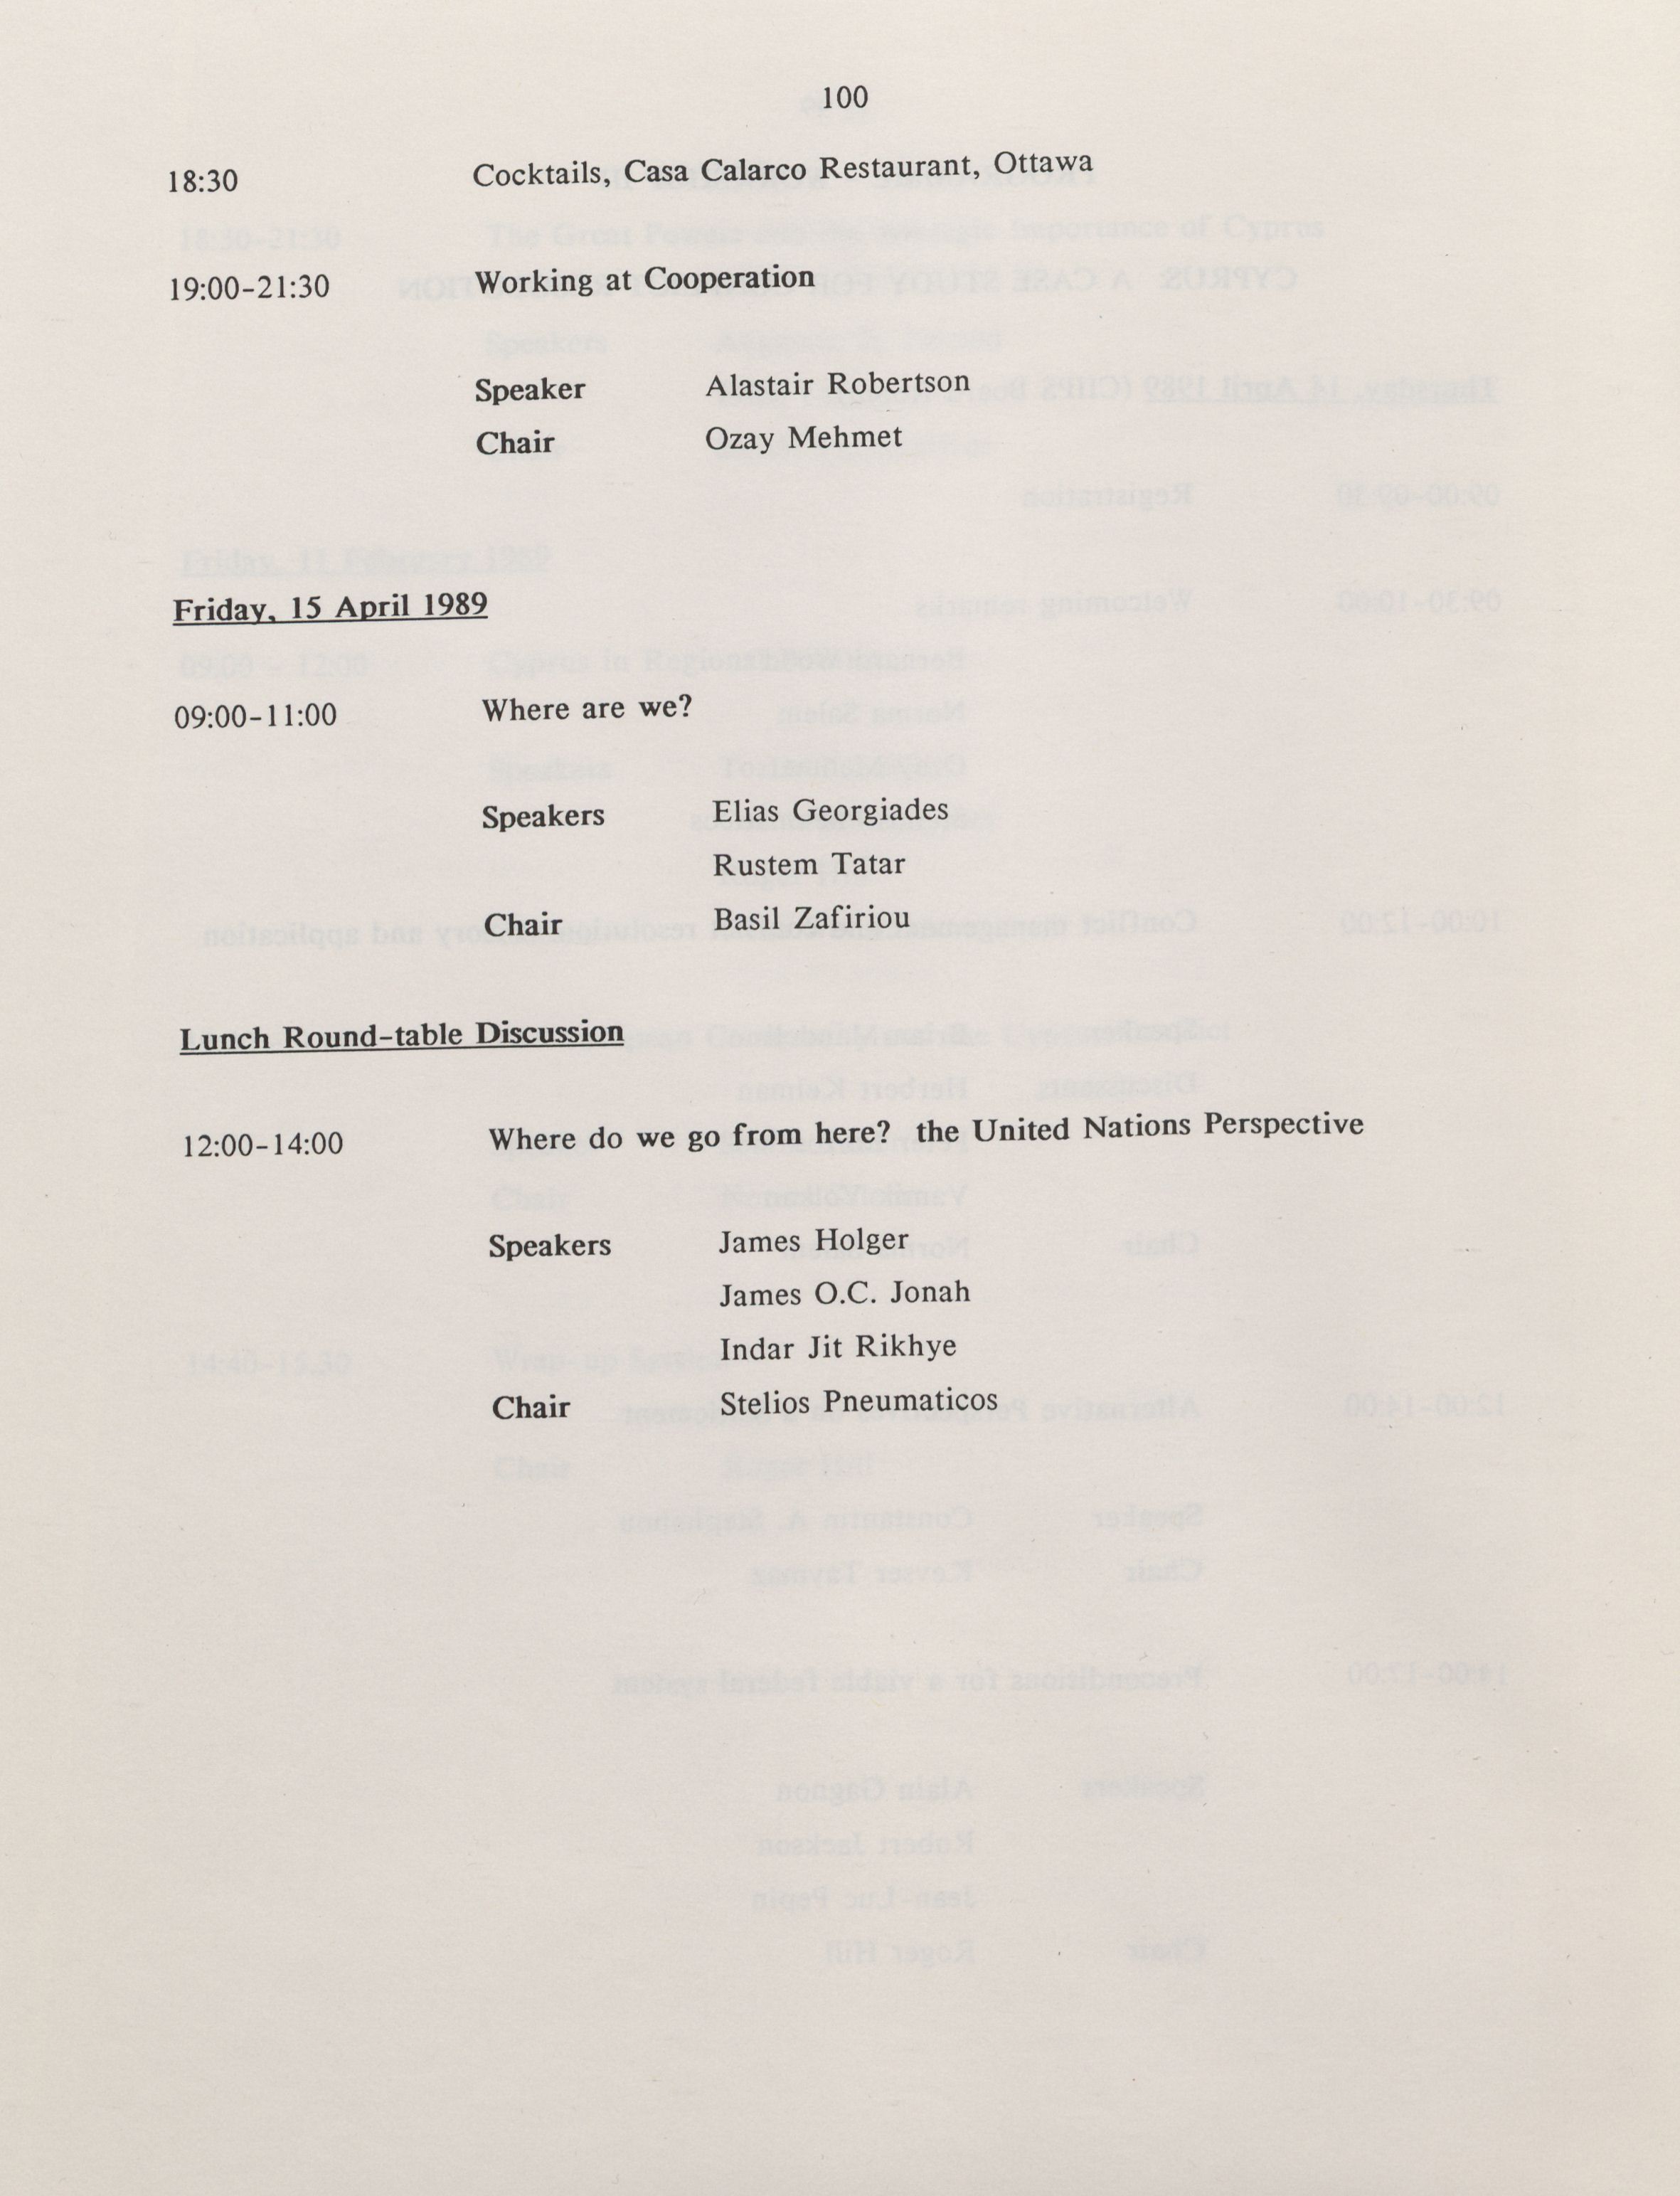 100
18:30 Cocktails, Casa Calarco Restaurant, Ottawa
19:00-21:30 Working at Cooperation
Speaker Alastair Robertson
Chair Ozay Mehmet
Friday, 15 April 1989
09:00-11:00 Where are we?
Speakers Elias Georgiades
Rustem Tatar
Chair Basil Zafiriou
Lunch Round-table Discussion
12:00-14:00 Where do we go from here? the United Nations Perspective
Speakers James Holger
James O.C. Jonah
Indar Jit Rikhye
Chair Stelios Pneumaticos